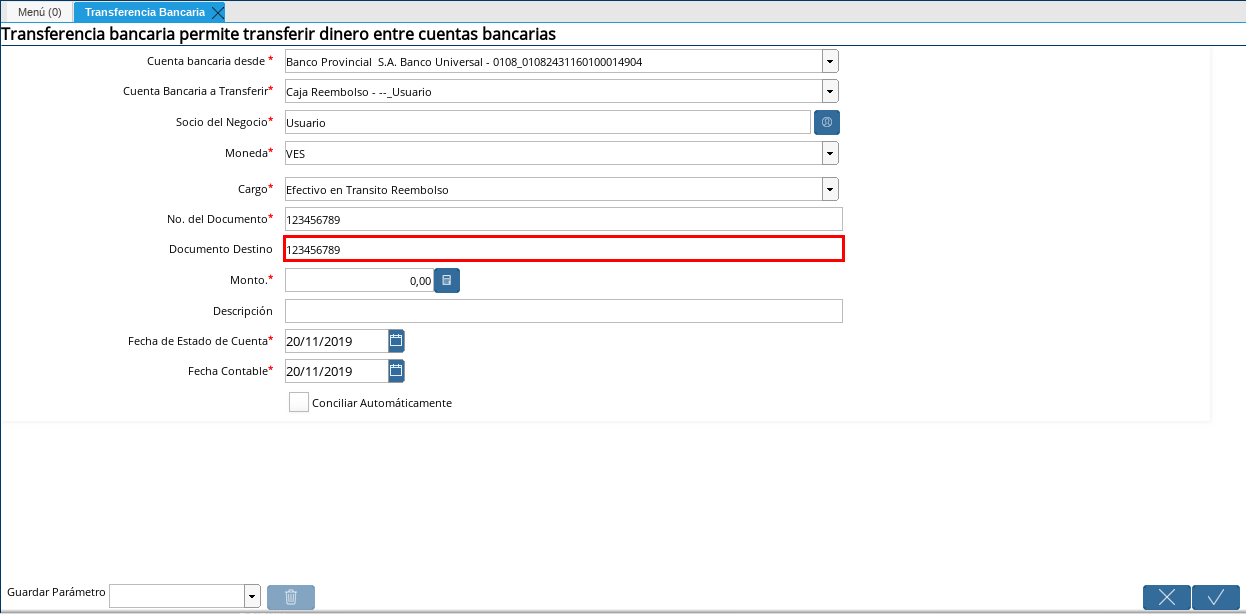 Menú (0) Transferencia Bancaria
Transferencia bancaria permite transferir dinero entre cuentas bancarias
Cuenta bancaria desde * Banco Provincial S.A. Banco Universal - 0108_01082431160100014904
Cuenta Bancaria a Transferir* Caja Reembolso - --_Usuario
Socio del Negocio* Usuario
Moneda* VES
Cargo* Efectivo en Transito Reembolso
No. del Documento* 123456789
Documento Destino 123456789
Monto.* 0,00
Descripción
Fecha de Estado de Cuenta* 20/11/2019
Fecha Contable* 20/11/2019
Conciliar Automáticamente
Guardar Parámetro